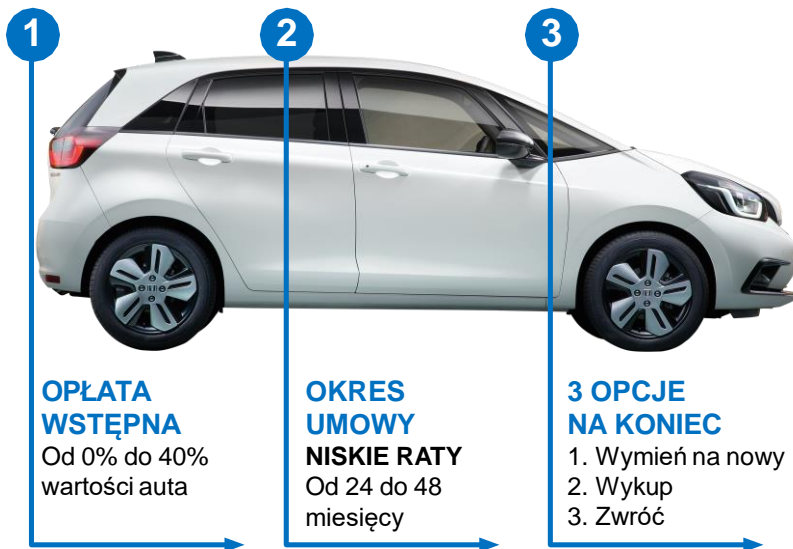 1
2
3
OPŁATA
WSTĘPNA
Od 0% do 40%
wartości auta
OKRES
UMOWY
NISKIE RATY
Od 24 do 48
miesięcy
3 OPCJE
NA KONIEC
1. Wymień na nowy
2. Wykup
3. Zwróć